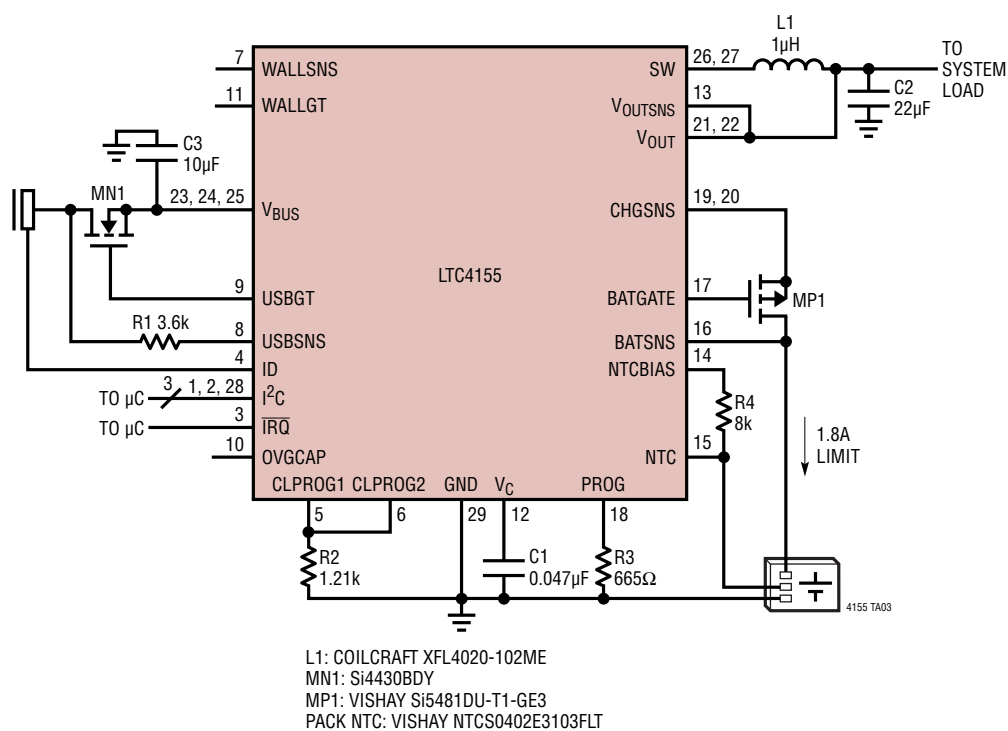 L1
1µH
TO
SYSTEM
LOAD
C2
22µF
7
WALLSNS
11
WALLGT
SW
26, 27
VOUTSNS
13
VOUT
21, 22
C3
10µF
MN1
23, 24, 25
VBUS
CHGSNS
19, 20
LTC4155
9
USBGT
BATGATE
17
MP1
R1 3.6k
8
USBSNS
BATSNS
16
4
ID
NTCBIAS
14
TO µC
3
1, 2, 28
I2C
R4
8k
TO µC
3
IRQ
1.8A
LIMIT
10
OVGCAP
NTC
15
CLPROG1 CLPROG2 GND VC PROG
5
6
29
12
18
R2
1.21k
C1
0.047µF
R3
665Ω
4155 TA03
L1: COILCRAFT XFL4020-102ME
MN1: Si4430BDY
MP1: VISHAY Si5481DU-T1-GE3
PACK NTC: VISHAY NTCS0402E3103FLT